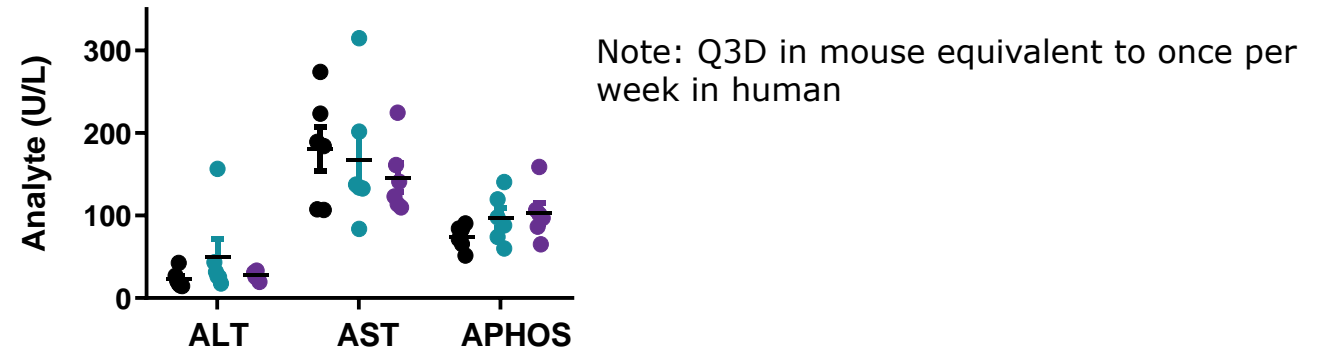 Analyte (U/L)
300
200
100
0
ALT
AST
APHOS
Note: Q3D in mouse equivalent to once per
week in human